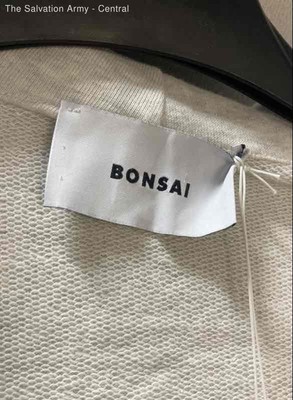 The Salvation Army - Central
BONSAI